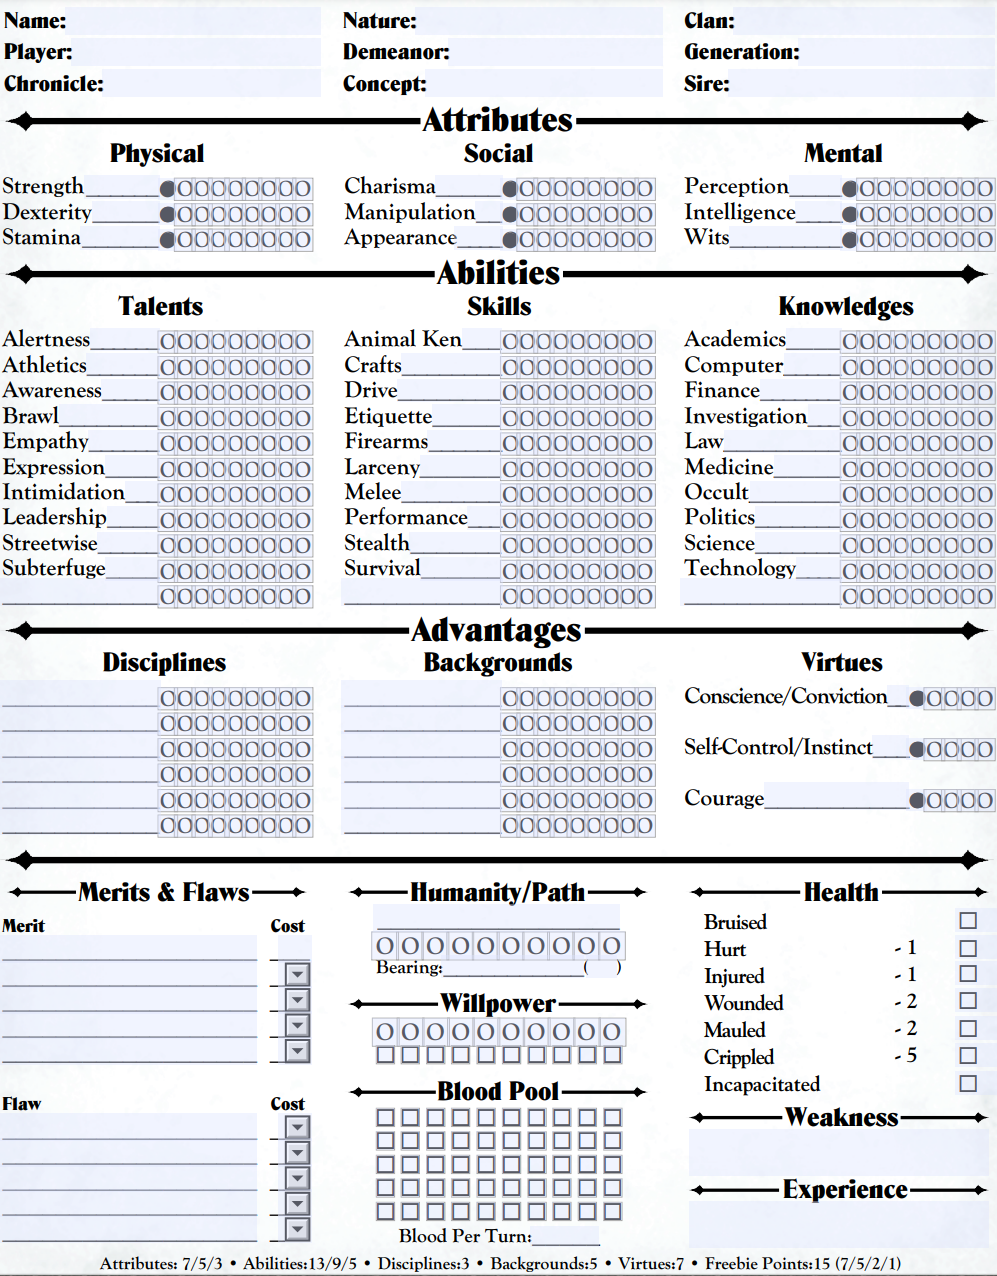 Name: Nature: Clan:
Player: Demeanor: Generation:
Chronicle: Concept: Sire:
Attributes
Physical Social Mental
Strength Charisma Perception
Dexterity Manipulation Intelligence
Stamina Appearance Wits
Abilities
Talents Skills Knowledges
Alertness Animal Ken Academics
Athletics Crafts Computer
Awareness Drive Finance
Brawl Etiquette Investigation
Empathy Firearms Law
Expression Larceny Medicine
Intimidation Melee Occult
Leadership Performance Politics
Streetwise Stealth Science
Subterfuge Survival Technology
Advantages
Disciplines Backgrounds Virtues
Conscience/Conviction
Self-Control/Instinct
Courage
Merits & Flaws Humanity/Path Health
Merit Cost
Bruised
Hurt - 1
Bearing: ( )
Injured - 1
Willpower
Wounded - 2
Mauled - 2
Crippled - 5
Incapacitated
Flaw Cost
Blood Pool
Weakness
Experience
Blood Per Turn:
Attributes: 7/5/3 • Abilities:13/9/5 • Disciplines:3 • Backgrounds:5 • Virtues:7 • Freebie Points:15 (7/5/2/1)